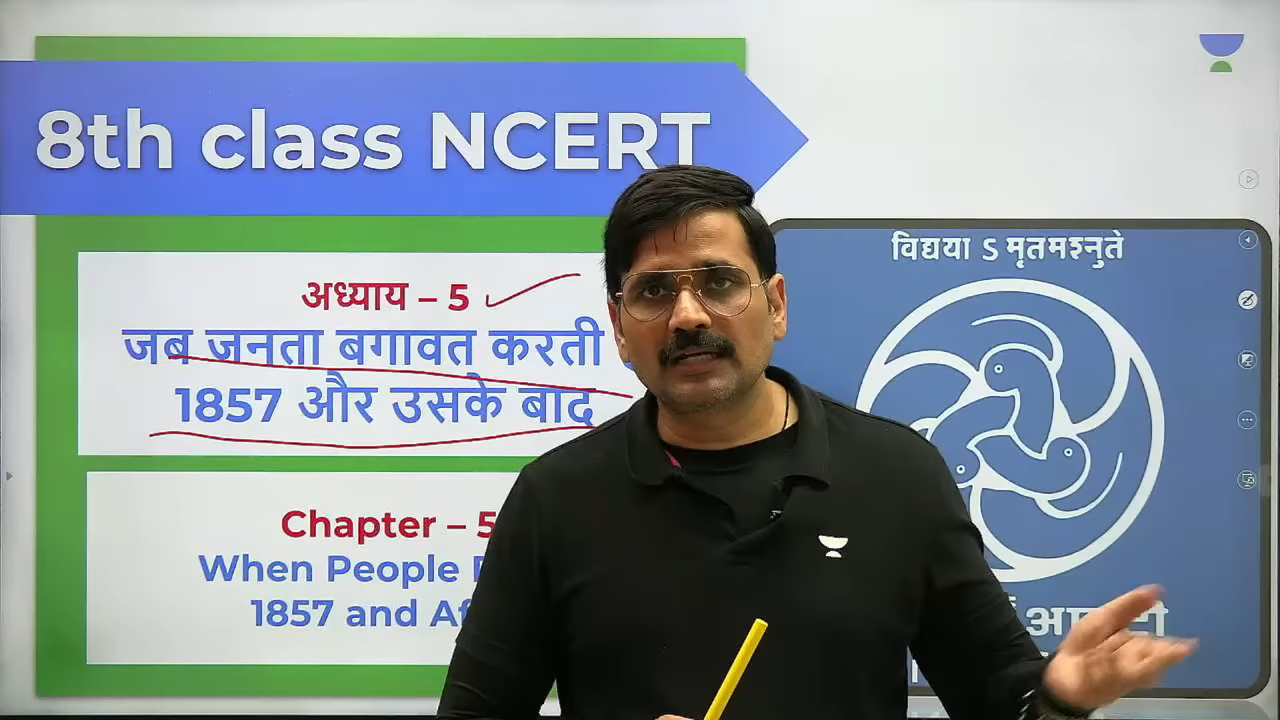 8th class NCERT
अध्याय – 5
जब जनता बगावत करती
1857 और उसके बाद
Chapter – 5
When People
1857 and
विद्यया S मृतमश्नुते